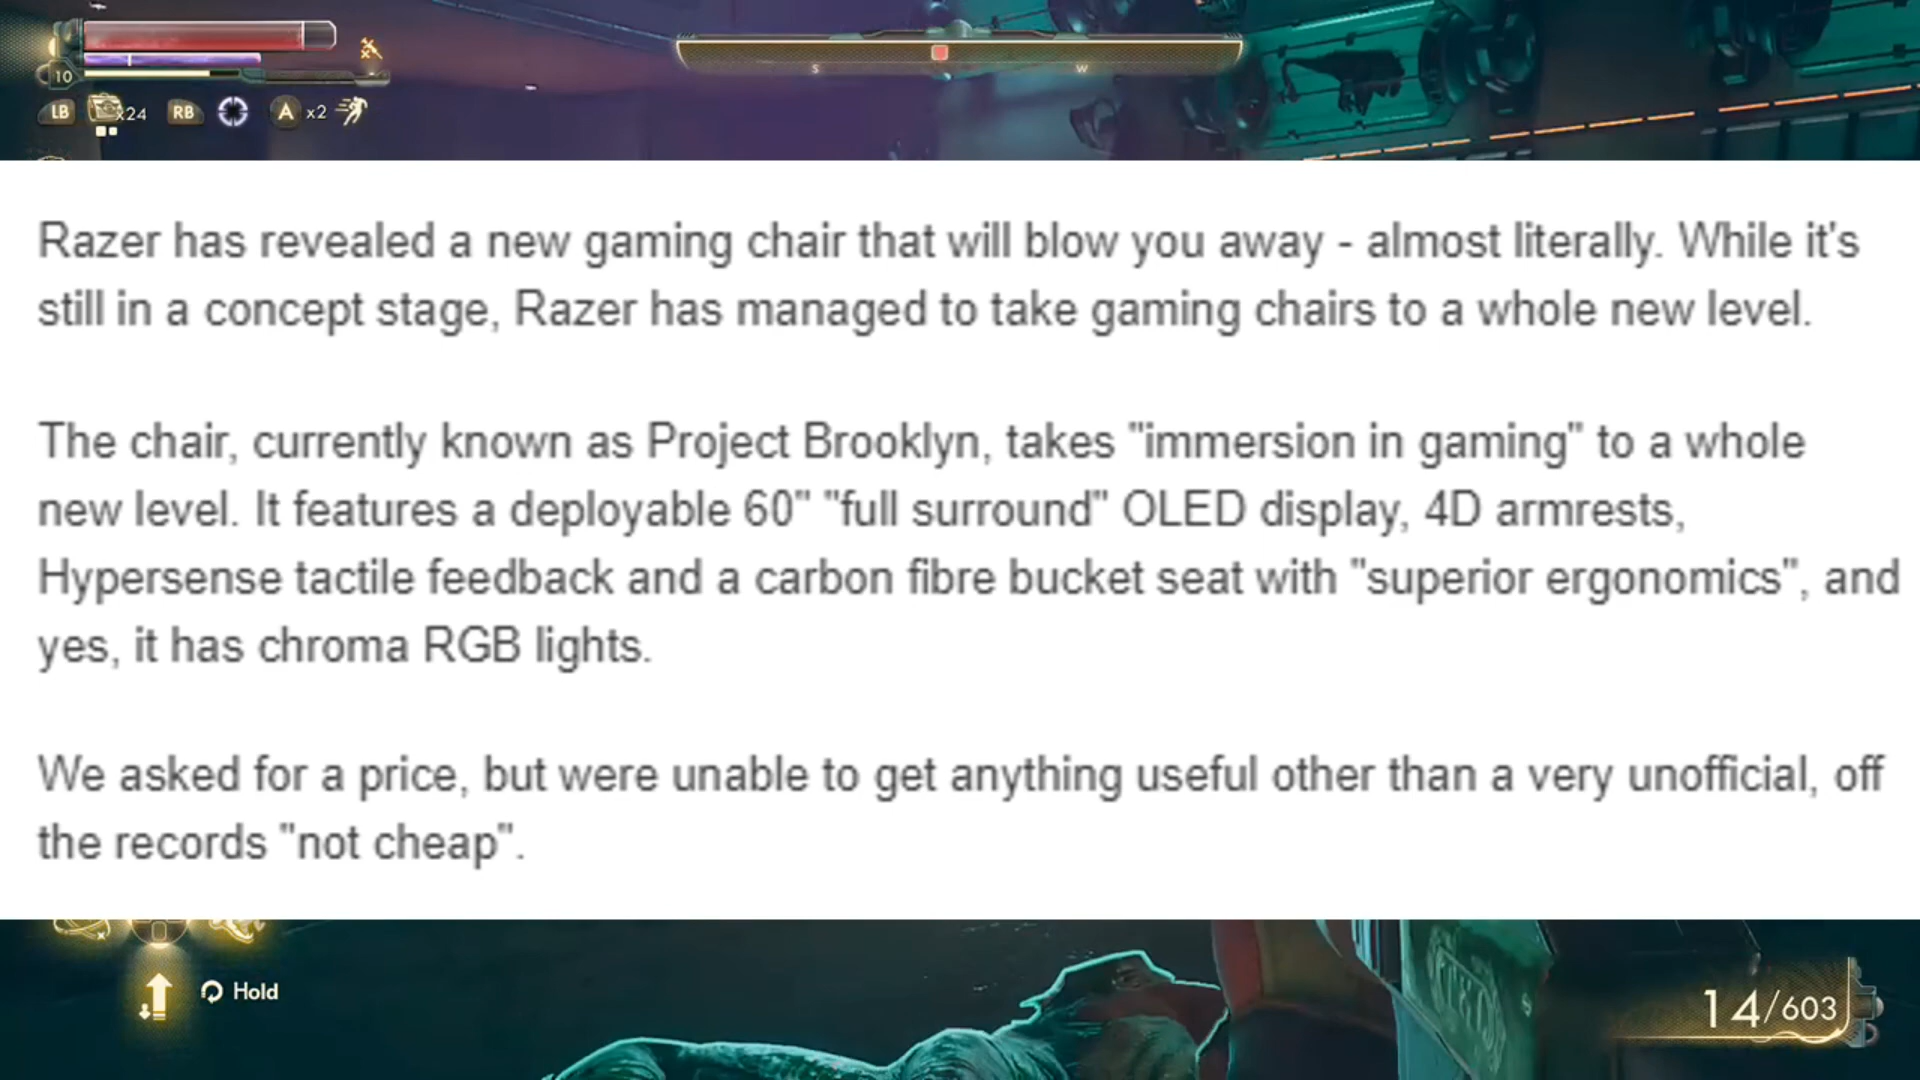 S W
10
LB x24 RB A x2
Razer has revealed a new gaming chair that will blow you away - almost literally. While it's
still in a concept stage, Razer has managed to take gaming chairs to a whole new level.
The chair, currently known as Project Brooklyn, takes "immersion in gaming" to a whole
new level. It features a deployable 60" "full surround" OLED display, 4D armrests,
Hypersense tactile feedback and a carbon fibre bucket seat with "superior ergonomics", and
yes, it has chroma RGB lights.
We asked for a price, but were unable to get anything useful other than a very unofficial, off
the records "not cheap".
Hold
14/603